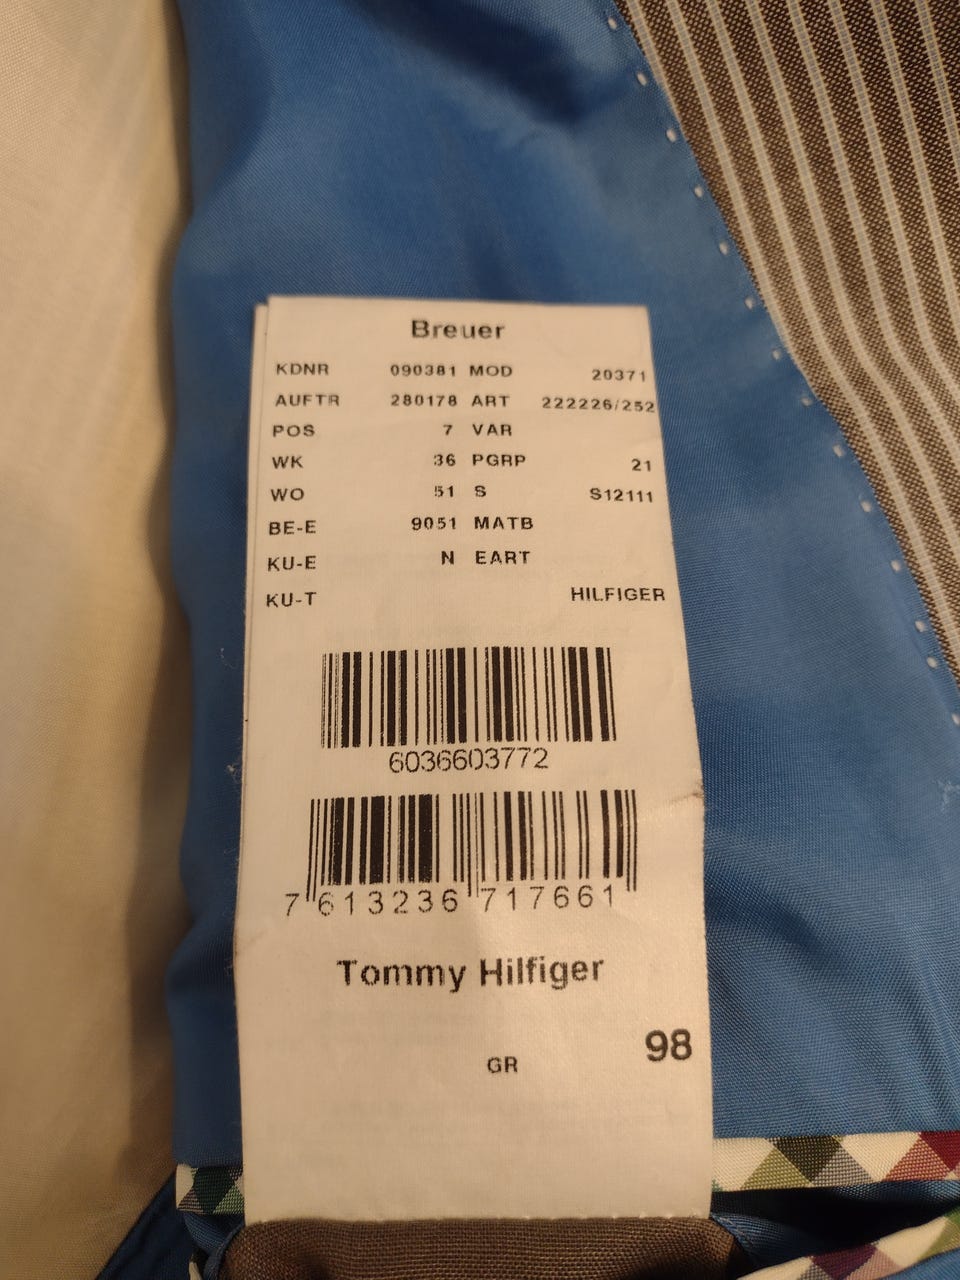 Breuer
KDNR 090381 MOD 20371
AUFTR 280178 ART 222226/252
POS 7 VAR
WK 36 PGRP 21
WO 51 S S12111
BE-E 9051 MATB
KU-E N EART
KU-T HILFIGER
6036603772
7 613236 717661
Tommy Hilfiger
GR 98